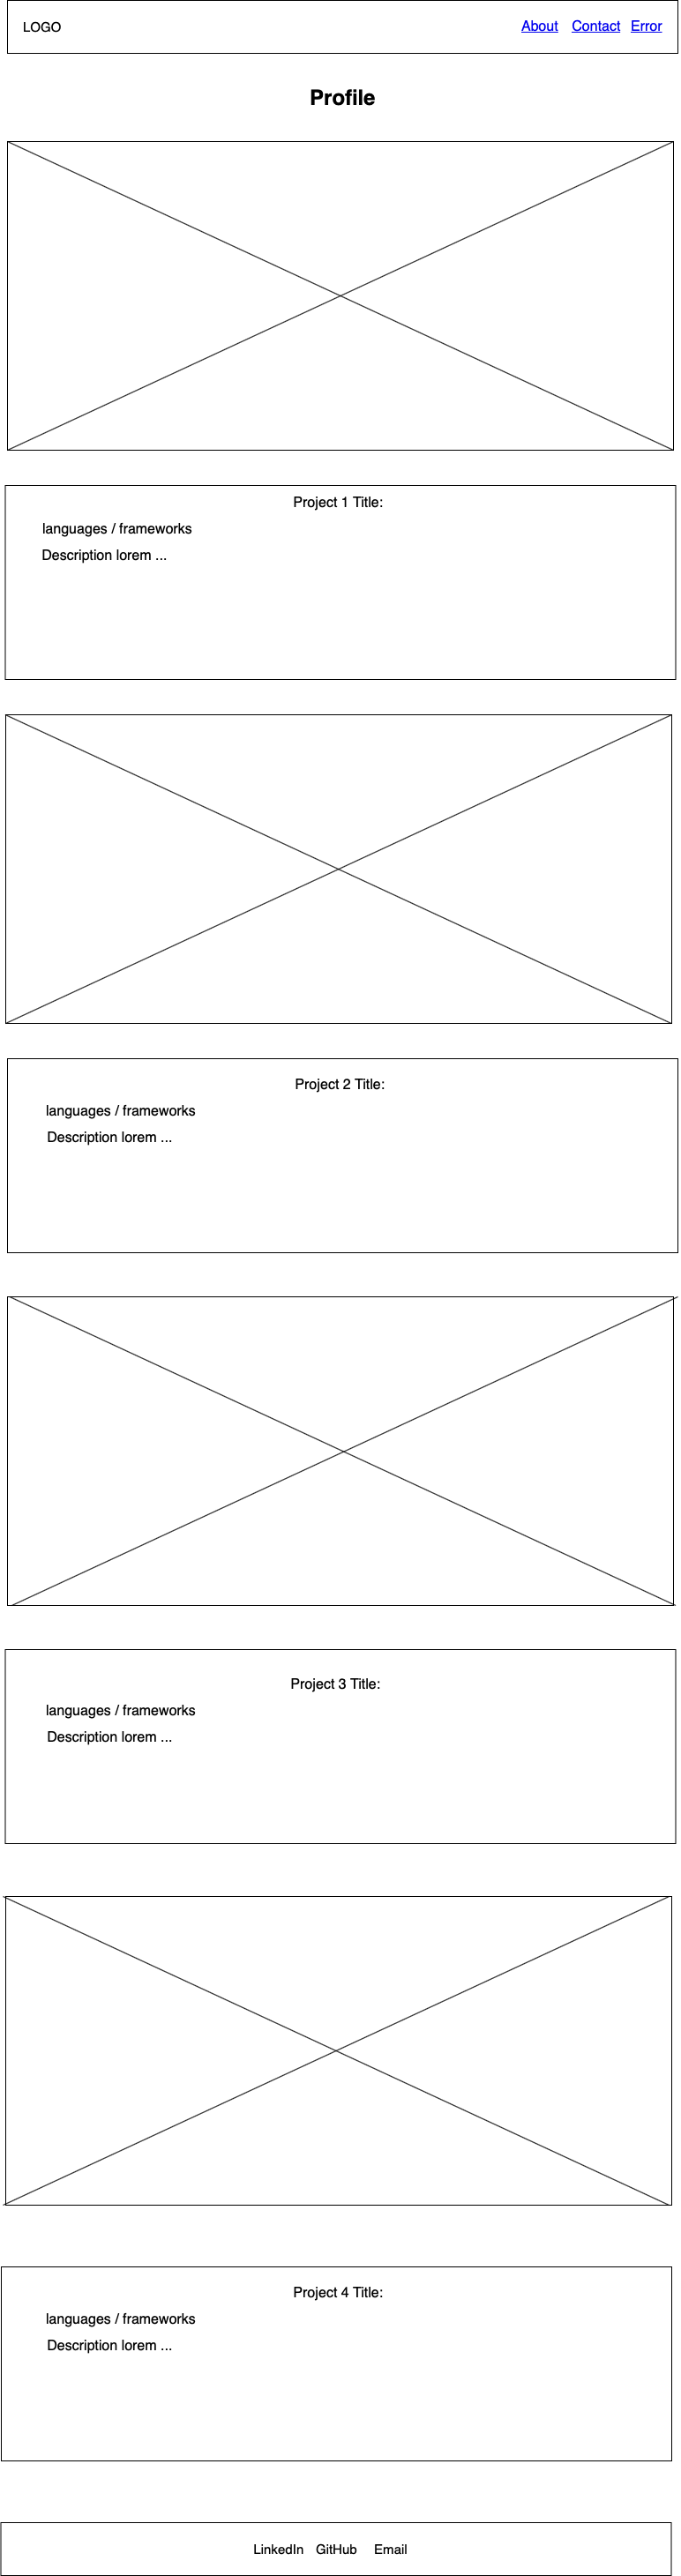 LOGO About Contact Error
Profile
Project 1 Title:
languages / frameworks
Description lorem ...
Project 2 Title:
languages / frameworks
Description lorem ...
Project 3 Title:
languages / frameworks
Description lorem ...
Project 4 Title:
languages / frameworks
Description lorem ...
LinkedIn GitHub Email